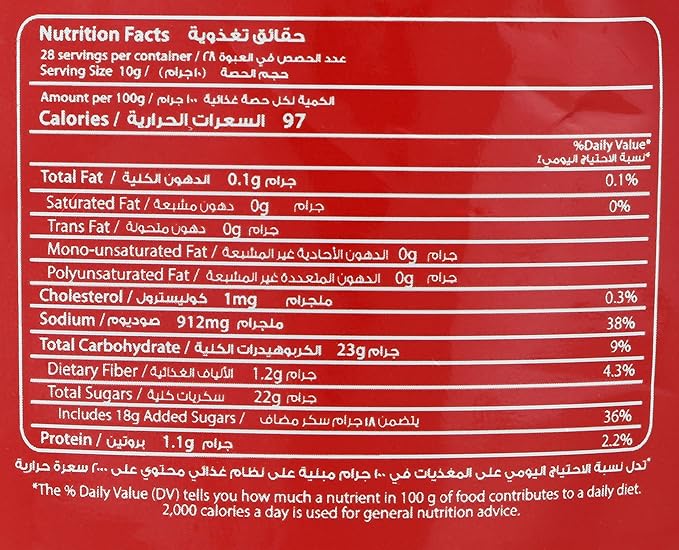 Nutrition Facts حقائق تغذوية
28 servings per container / عدد الحصص في العبوة ٢٨
Serving Size 10g / حجم الحصة (١٠جرام)
Amount per 100g / الكمية لكل حصة غذائية ١٠٠ جرام
Calories / السعرات الحرارية 97
%Daily Value*
*نسبة الاحتياج اليومي٪
Total Fat / الدهون الكلية 0.1g جرام 0.1%
Saturated Fat / دهون مشبعة 0g جرام 0%
Trans Fat / دهون متحولة 0g جرام
Mono-unsaturated Fat / الدهون الأحادية غير المشبعة 0g جرام
Polyunsaturated Fat / الدهون المتعددة غير المشبعة 0g جرام
Cholesterol / كوليسترول 1mg ملجرام 0.3%
Sodium / صوديوم 912mg ملجرام 38%
Total Carbohydrate / الكربوهيدرات الكلية 23g جرام 9%
Dietary Fiber / الألياف الغذائية 1.2g جرام 4.3%
Total Sugars / سكريات كلية 22g جرام
Includes 18g Added Sugars / يتضمن ١٨ جرام سكر مضاف 36%
Protein / بروتين 1.1g جرام 2.2%
*تدل نسبة الاحتياج اليومي على المغذيات في ١٠٠ جرام مبنية على نظام غذائي محتوي على ٢٠٠٠ سعرة حرارية
*The % Daily Value (DV) tells you how much a nutrient in 100 g of food contributes to a daily diet.
2,000 calories a day is used for general nutrition advice.